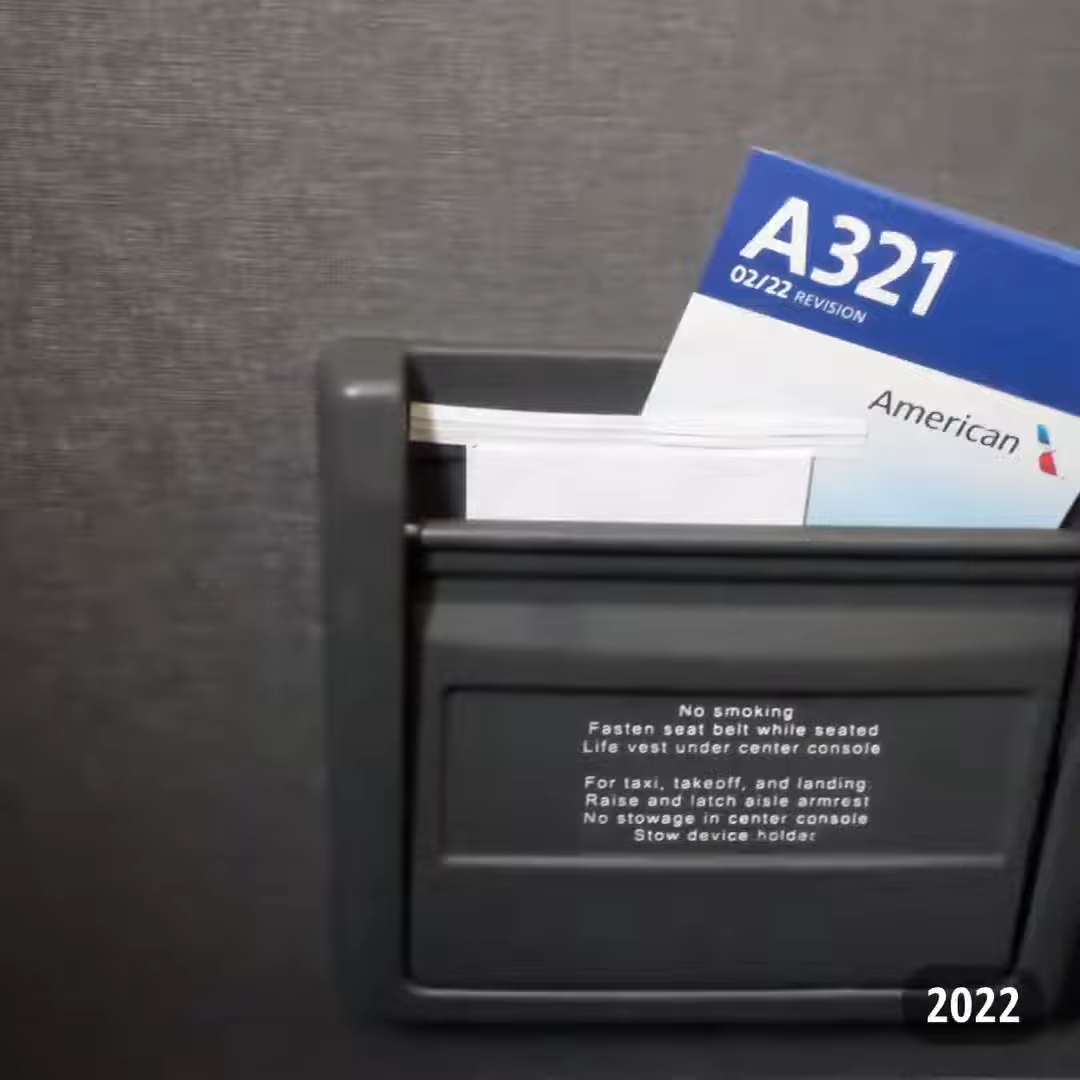 A321
02/22 REVISION
American
No smoking
Fasten seat belt while seated
Life vest under center console
For taxi, takeoff, and landing:
Raise and latch aisle armrest
No stowage in center console
Stow device holder
2022